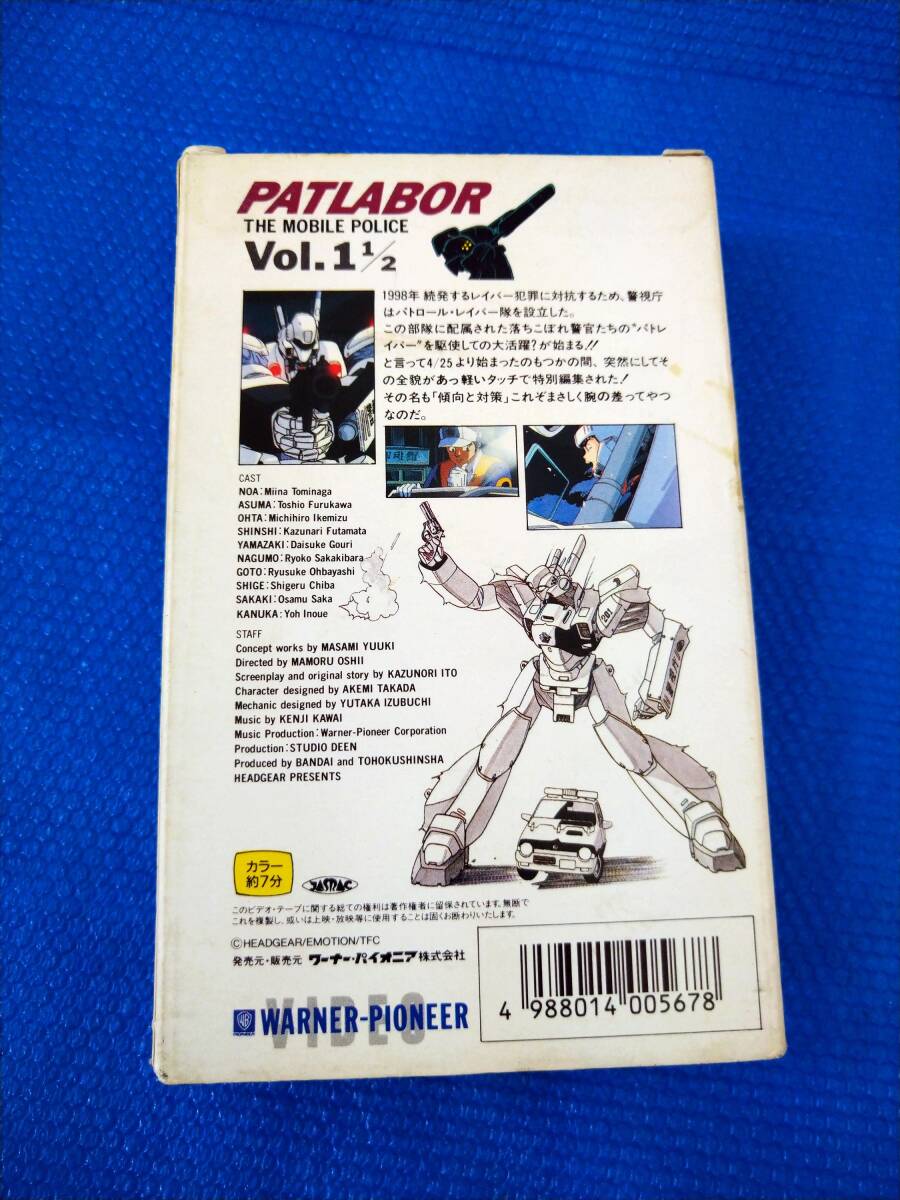 PATLABOR
THE MOBILE POLICE
Vol.1 1/2
1998年 続発するレイバー犯罪に対抗するため、警視庁
はパトロール・レイバー隊を設立した。
この部隊に配属された落ちこぼれ警官たちの"パトレ
イバー"を駆使しての大活躍?が始まる!!
と言って4/25より始まったのもつかの間、突然にしてそ
の全貌があっ軽いタッチで特別編集された!
その名も「傾向と対策」これぞまさしく腕の差ってやつ
なのだ。
CAST
NOA:Miina Tominaga
ASUMA:Toshio Furukawa
OHTA:Michihiro Ikemizu
SHINSHI:Kazunari Futamata
YAMAZAKI:Daisuke Gouri
NAGUMO:Ryoko Sakakibara
GOTO:Ryusuke Ohbayashi
SHIGE:Shigeru Chiba
SAKAKI:Osamu Saka
KANUKA:Yoh Inoue
STAFF
Concept works by MASAMI YUUKI
Directed by MAMORU OSHII
Screenplay and original story by KAZUNORI ITO
Character designed by AKEMI TAKADA
Mechanic designed by YUTAKA IZUBUCHI
Music by KENJI KAWAI
Music Production:Warner-Pioneer Corporation
Production:STUDIO DEEN
Produced by BANDAI and TOHOKUSHINSHA
HEADGEAR PRESENTS
201
カラー
約7分
JASRAC
このビデオ・テープに関する総ての権利は著作権者に留保されています。無断で
これを複製し、或いは上映・放映等に使用することは固くお断わりいたします。
©HEADGEAR/EMOTION/TFC
発売元・販売元 ワーナー・パイオニア株式会社
VIDEO
WARNER-PIONEER
4 988014 005678